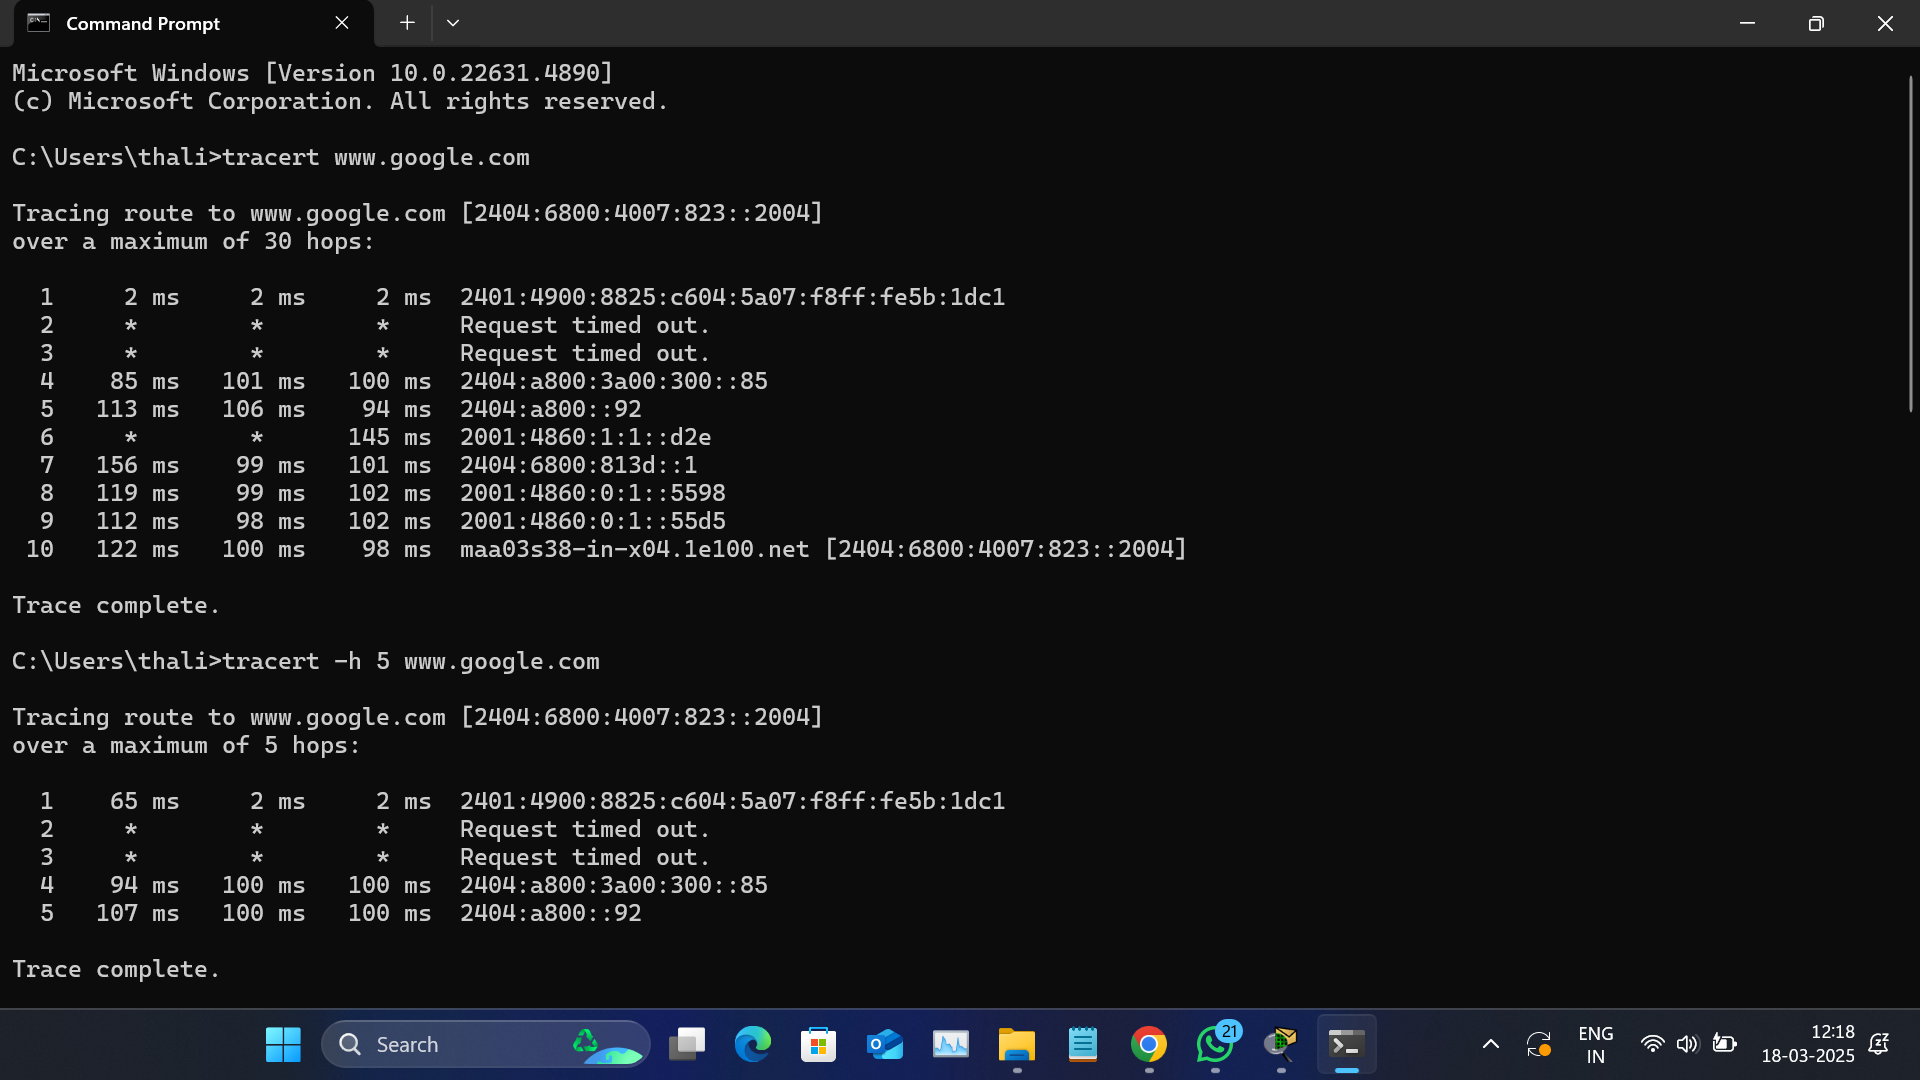 Command Prompt
Microsoft Windows [Version 10.0.22631.4890]
(c) Microsoft Corporation. All rights reserved.
C:\Users\thali>tracert www.google.com
Tracing route to www.google.com [2404:6800:4007:823::2004]
over a maximum of 30 hops:
1 2 ms 2 ms 2 ms 2401:4900:8825:c604:5a07:f8ff:fe5b:1dc1
2 * * * Request timed out.
3 * * * Request timed out.
4 85 ms 101 ms 100 ms 2404:a800:3a00:300::85
5 113 ms 106 ms 94 ms 2404:a800::92
6 * * 145 ms 2001:4860:1:1::d2e
7 156 ms 99 ms 101 ms 2404:6800:813d::1
8 119 ms 99 ms 102 ms 2001:4860:0:1::5598
9 112 ms 98 ms 102 ms 2001:4860:0:1::55d5
10 122 ms 100 ms 98 ms maa03s38-in-x04.1e100.net [2404:6800:4007:823::2004]
Trace complete.
C:\Users\thali>tracert -h 5 www.google.com
Tracing route to www.google.com [2404:6800:4007:823::2004]
over a maximum of 5 hops:
1 65 ms 2 ms 2 ms 2401:4900:8825:c604:5a07:f8ff:fe5b:1dc1
2 * * * Request timed out.
3 * * * Request timed out.
4 94 ms 100 ms 100 ms 2404:a800:3a00:300::85
5 107 ms 100 ms 100 ms 2404:a800::92
Trace complete.
Search
21
ENG
IN
12:18
18-03-2025